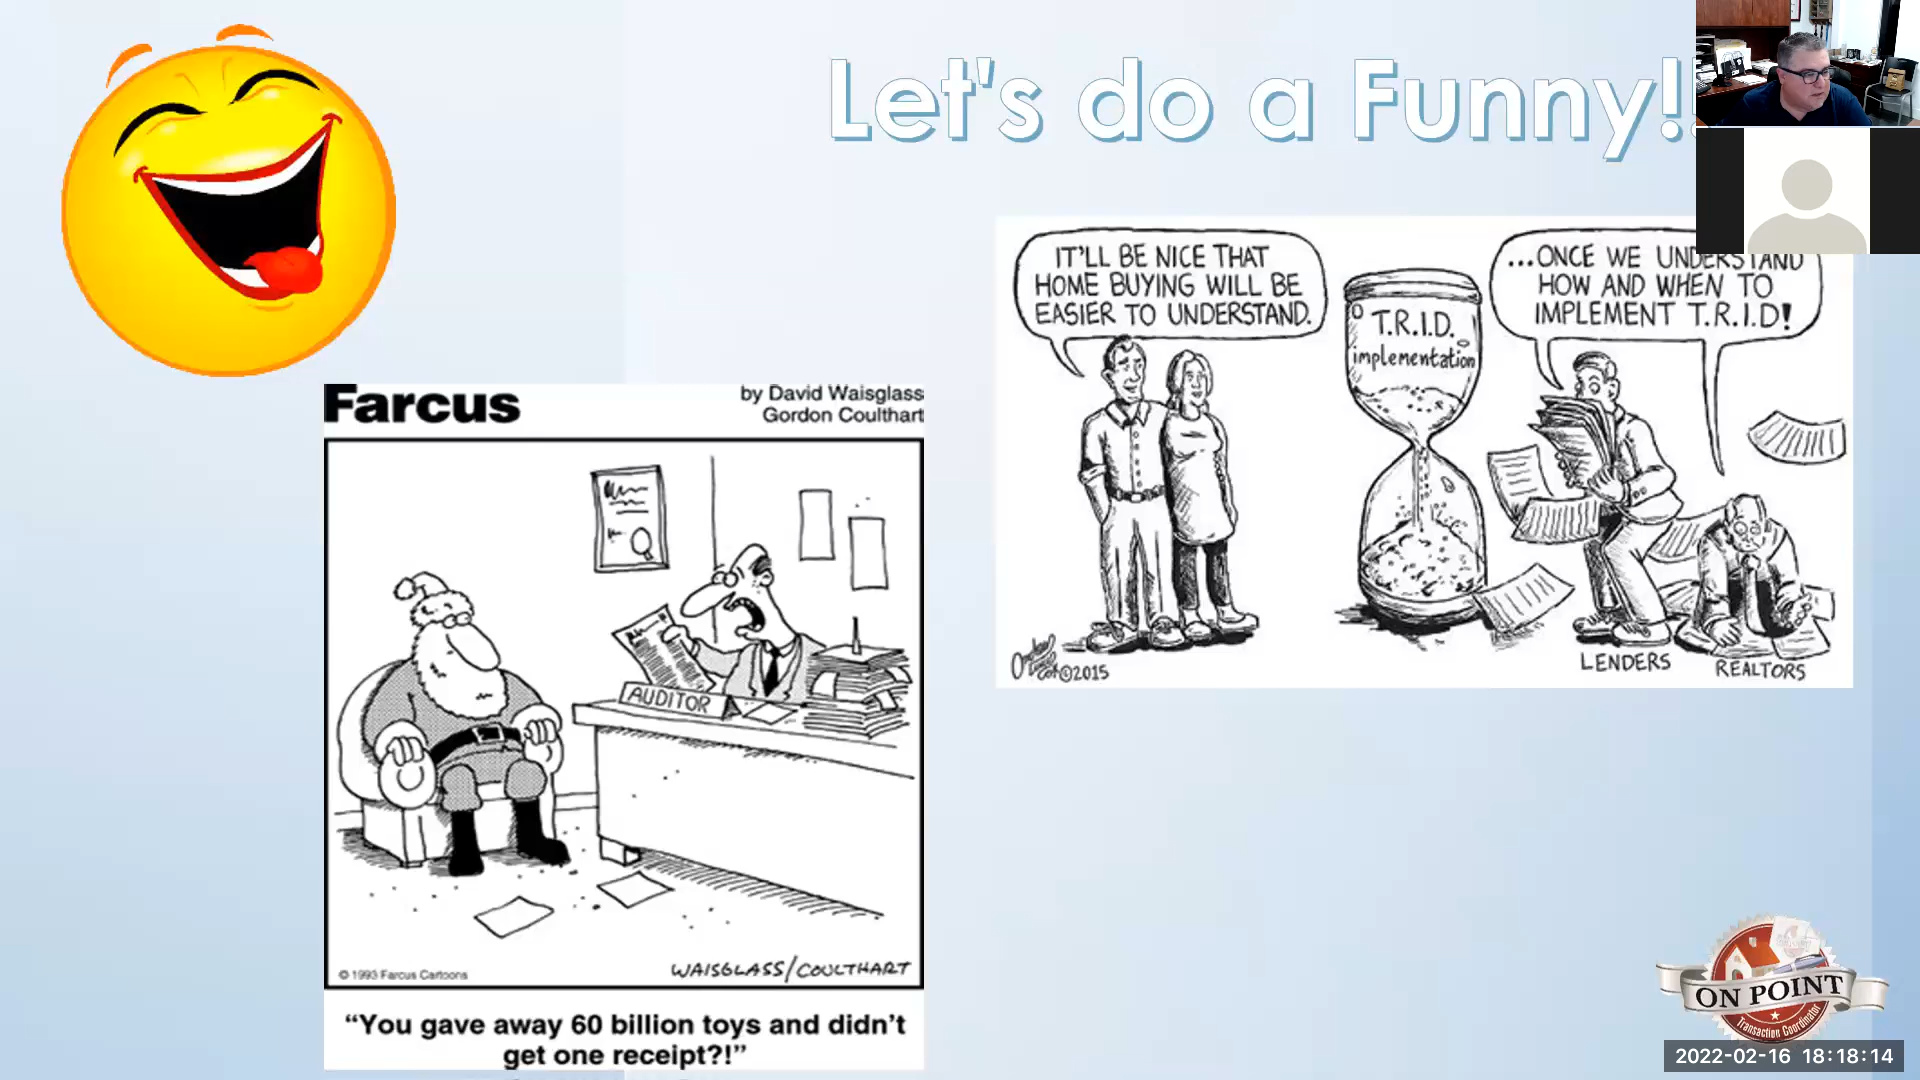 Let's do a Funny!!
IT'LL BE NICE THAT
HOME BUYING WILL BE
EASIER TO UNDERSTAND.
T.R.I.D.
implementation
...ONCE WE UNDERSTAND
HOW AND WHEN TO
IMPLEMENT T.R.I.D!
©2015
LENDERS
REALTORS
Farcus
by David Waisglass
Gordon Coulthart
AUDITOR
© 1993 Farcus Cartoons
WAISGLASS/COULTHART
“You gave away 60 billion toys and didn’t
get one receipt?!”
ON POINT
Transaction Coordinator
2022-02-16 18:18:14